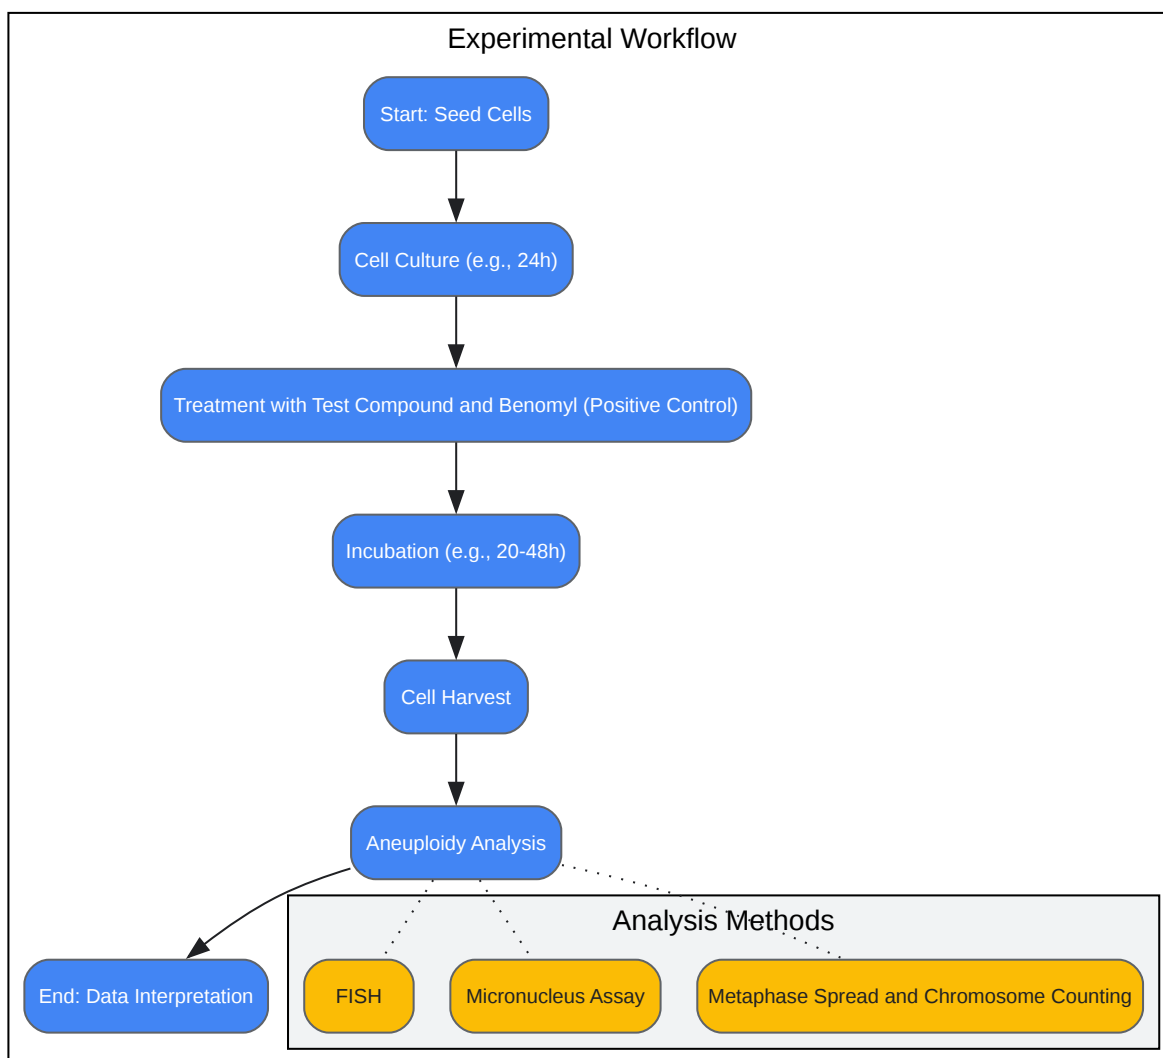 Experimental Workflow
Start: Seed Cells
Cell Culture (e.g., 24h)
Treatment with Test Compound and Benomyl (Positive Control)
Incubation (e.g., 20-48h)
Cell Harvest
Aneuploidy Analysis
Analysis Methods
End: Data Interpretation
FISH
Micronucleus Assay
Metaphase Spread and Chromosome Counting